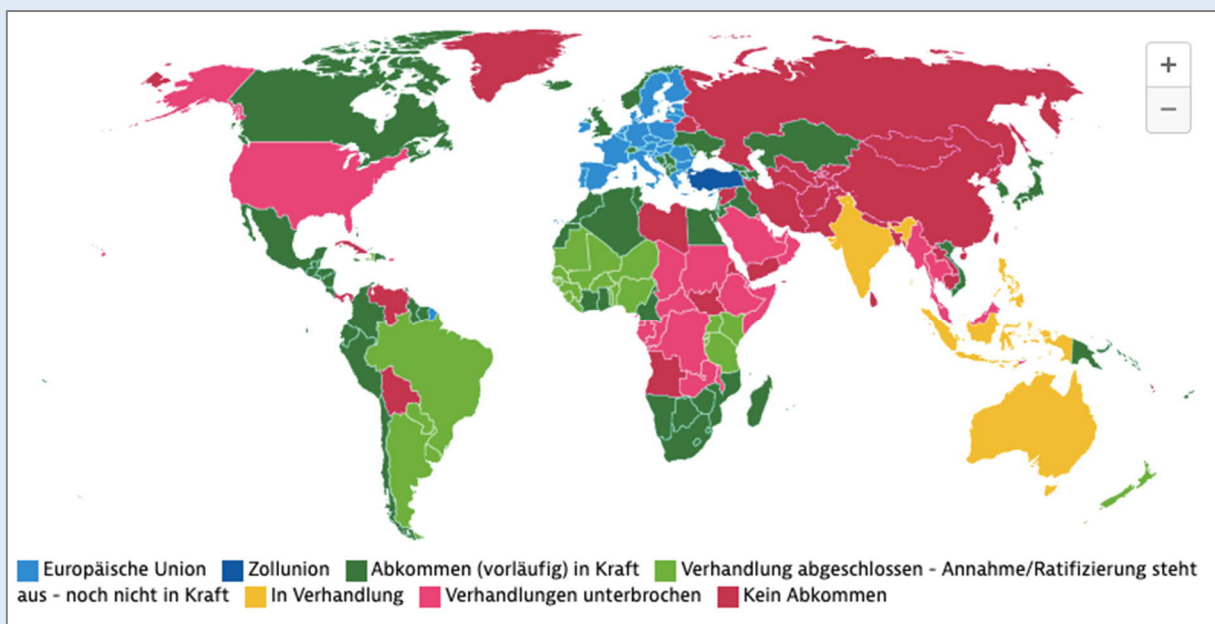 +
−
Europäische Union Zollunion Abkommen (vorläufig) in Kraft Verhandlung abgeschlossen - Annahme/Ratifizierung steht
aus - noch nicht in Kraft In Verhandlung Verhandlungen unterbrochen Kein Abkommen